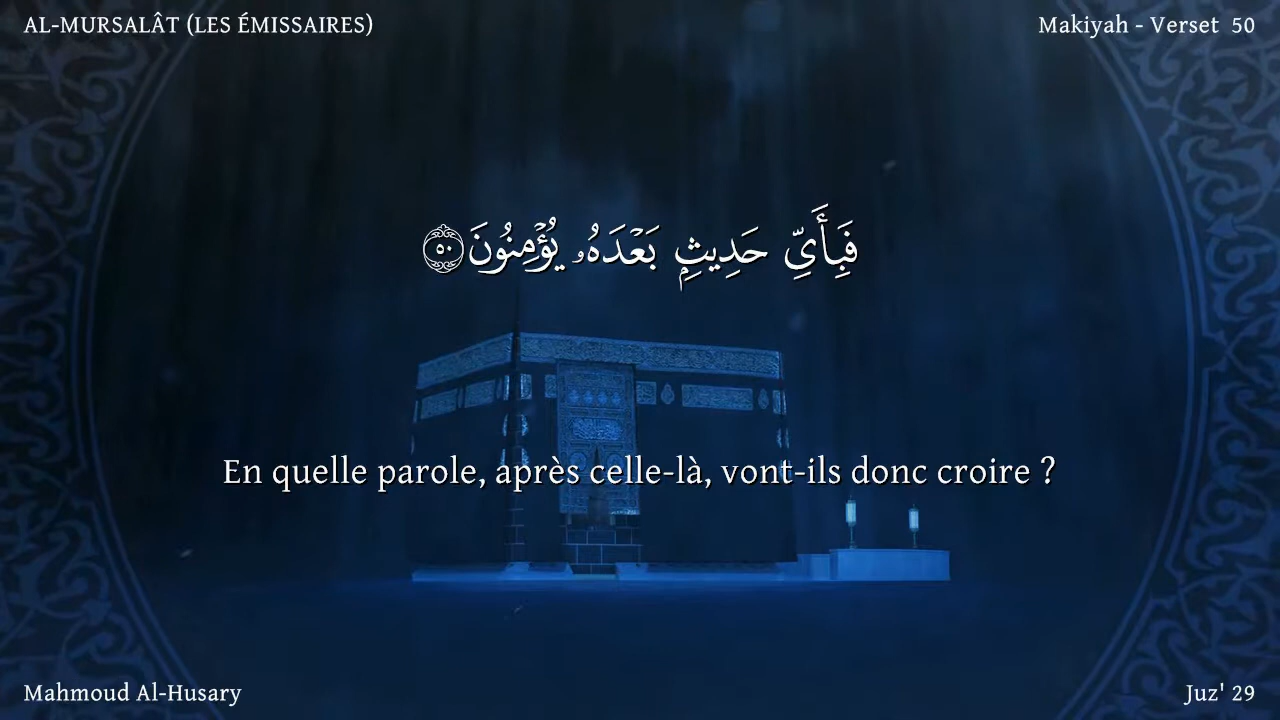 AL-MURSALÂT (LES ÉMISSAIRES)
Makiyah - Verset 50
فَبِأَيِّ حَدِيثِۭ بَعْدَهُۥ يُؤْمِنُونَ ٥٠
En quelle parole, après celle-là, vont-ils donc croire ?
Mahmoud Al-Husary
Juz' 29